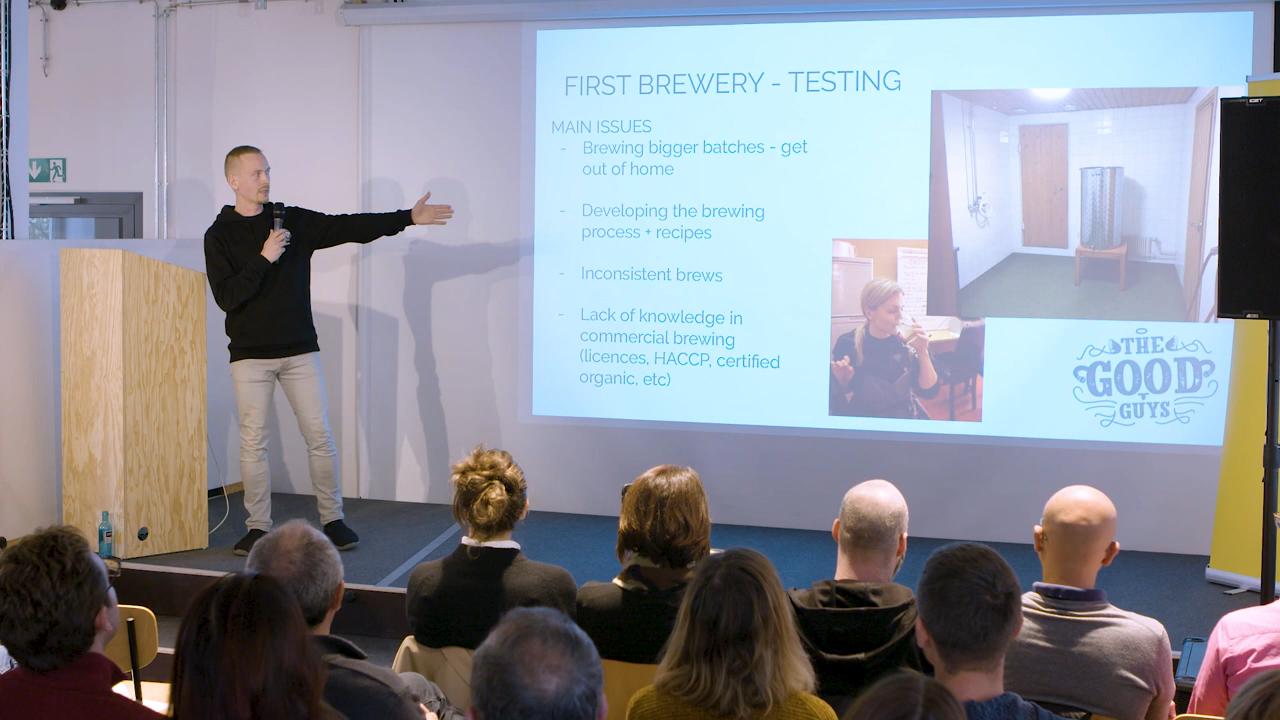 FIRST BREWERY - TESTING
MAIN ISSUES
- Brewing bigger batches - get
out of home
- Developing the brewing
process + recipes
- Inconsistent brews
- Lack of knowledge in
commercial brewing
(licences, HACCP, certified
organic, etc)
THE
GOOD
GUYS